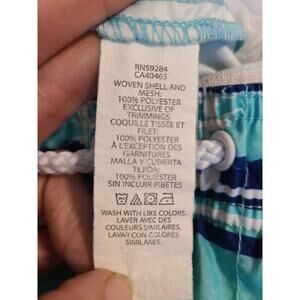 RN59284
CA40465
WOVEN SHELL AND
MESH:
100% POLYESTER
EXCLUSIVE OF
TRIMMINGS
COQUILLE TISSÉE ET
FILET:
100% POLYESTER
À L'EXCEPTION DES
GARNITURES
MALLA Y CUBIERTA
TEJIDA:
100% POLIÉSTER
SIN INCLUIR RIBETES
WASH WITH LIKE COLORS.
LAVER AVEC DES
COULEURS SIMILAIRES.
LAVAR CON COLORES
SIMILARES.